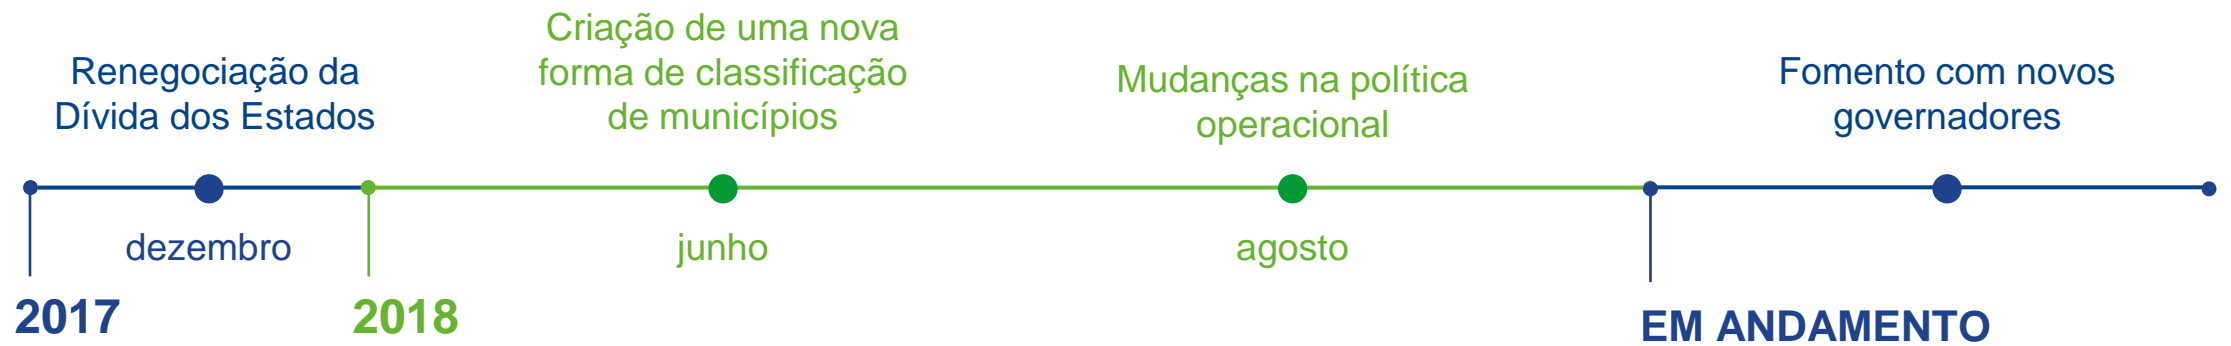 Renegociação da
Dívida dos Estados
dezembro
2017
Criação de uma nova
forma de classificação
de municípios
junho
2018
Mudanças na política
operacional
agosto
Fomento com novos
governadores
EM ANDAMENTO